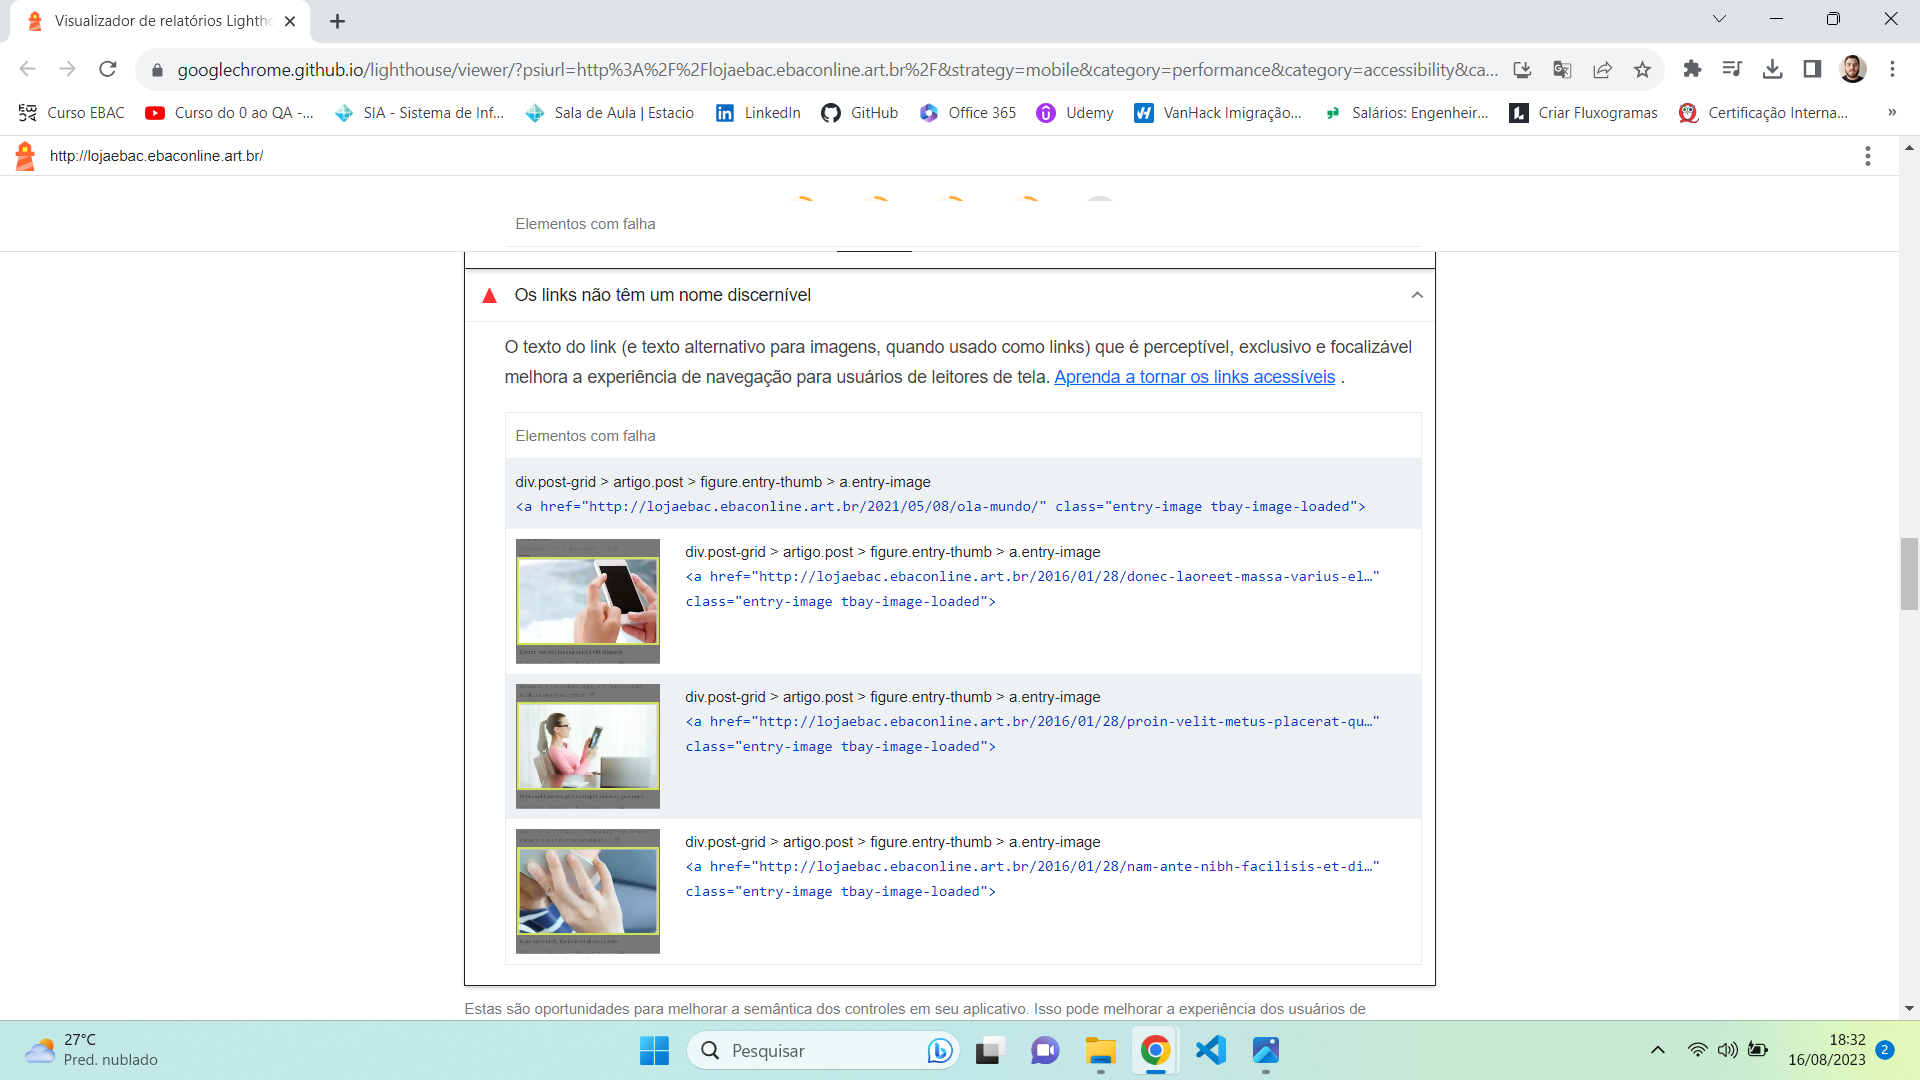 Visualizador de relatórios Lighthc
googlechrome.github.io/lighthouse/viewer/?psiurl=http%3A%2F%2Flojaebac.ebaconline.art.br%2F&strategy=mobile&category=performance&category=accessibility&ca...
Curso EBAC
Curso do 0 ao QA -...
SIA - Sistema de Inf...
Sala de Aula | Estacio
LinkedIn
GitHub
Office 365
Udemy
VanHack Imigração...
Salários: Engenheir...
Criar Fluxogramas
Certificação Interna...
»
http://lojaebac.ebaconline.art.br/
Elementos com falha
Os links não têm um nome discernível
O texto do link (e texto alternativo para imagens, quando usado como links) que é perceptível, exclusivo e focalizável
melhora a experiência de navegação para usuários de leitores de tela. Aprenda a tornar os links acessíveis .
Elementos com falha
div.post-grid > artigo.post > figure.entry-thumb > a.entry-image
<a href="http://lojaebac.ebaconline.art.br/2021/05/08/ola-mundo/" class="entry-image tbay-image-loaded">
div.post-grid > artigo.post > figure.entry-thumb > a.entry-image
<a href="http://lojaebac.ebaconline.art.br/2016/01/28/donec-laoreet-massa-varius-el…"
class="entry-image tbay-image-loaded">
div.post-grid > artigo.post > figure.entry-thumb > a.entry-image
<a href="http://lojaebac.ebaconline.art.br/2016/01/28/proin-velit-metus-placerat-qu…"
class="entry-image tbay-image-loaded">
div.post-grid > artigo.post > figure.entry-thumb > a.entry-image
<a href="http://lojaebac.ebaconline.art.br/2016/01/28/nam-ante-nibh-facilisis-et-di…"
class="entry-image tbay-image-loaded">
Estas são oportunidades para melhorar a semântica dos controles em seu aplicativo. Isso pode melhorar a experiência dos usuários de
27°C
Pred. nublado
Pesquisar
18:32
16/08/2023
2